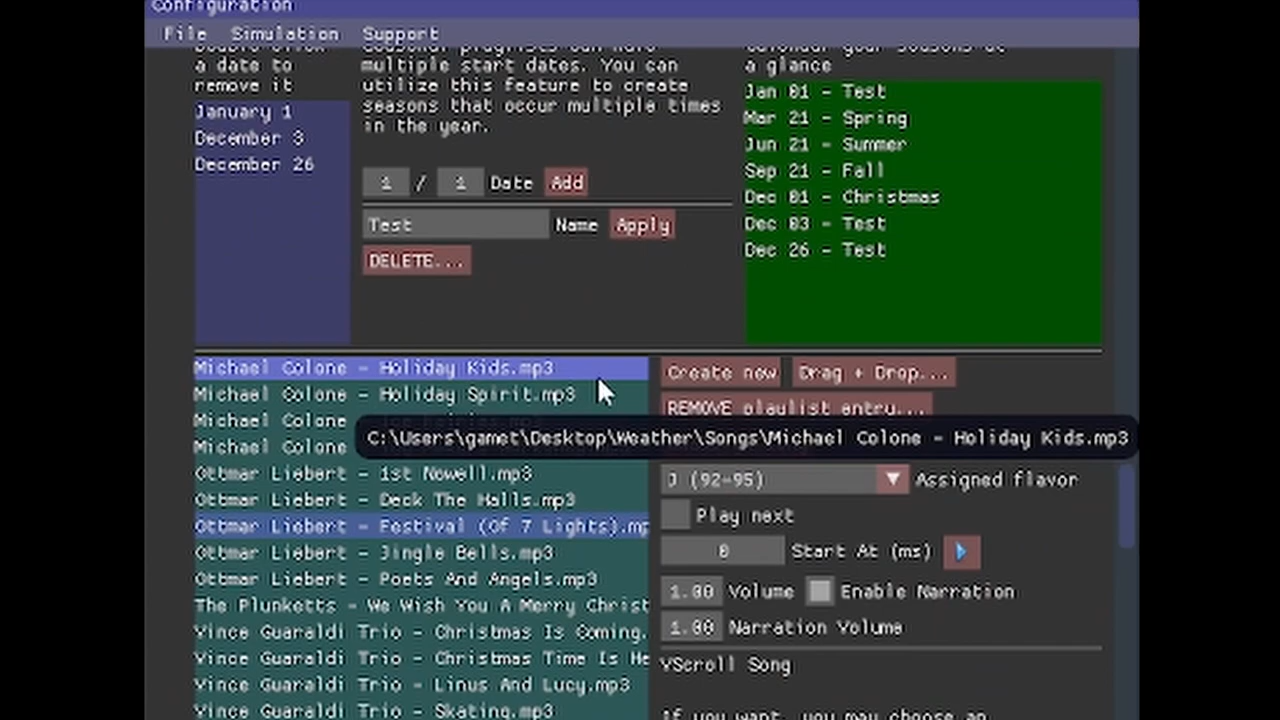 Configuration
File Simulation Support
a date to
remove it
January 1
December 3
December 26
multiple start dates. You can
utilize this feature to create
seasons that occur multiple times
in the year.
1 / 1 Date Add
Test Name Apply
DELETE...
calendar your seasons at
a glance
Jan 01 - Test
Mar 21 - Spring
Jun 21 - Summer
Sep 21 - Fall
Dec 01 - Christmas
Dec 03 - Test
Dec 26 - Test
Michael Colone - Holiday Kids.mp3
Michael Colone - Holiday Spirit.mp3
Michael Colone
Michael Colone
Ottmar Liebert - 1st Nowell.mp3
Ottmar Liebert - Deck The Halls.mp3
Ottmar Liebert - Festival (Of 7 Lights).mp
Ottmar Liebert - Jingle Bells.mp3
Ottmar Liebert - Poets And Angels.mp3
The Plunketts - We Wish You A Merry Christ
Vince Guaraldi Trio - Christmas Is Coming.
Vince Guaraldi Trio - Christmas Time Is He
Vince Guaraldi Trio - Linus And Lucy.mp3
Vince Guaraldi Trio - Skating.mp3
Create new Drag + Drop...
REMOVE playlist entry...
C:\Users\gamet\Desktop\Weather\Songs\Michael Colone - Holiday Kids.mp3
J (92-95) Assigned flavor
Play next
0 Start At (ms)
1.00 Volume Enable Narration
1.00 Narration Volume
VScroll Song
if you want, you may choose an